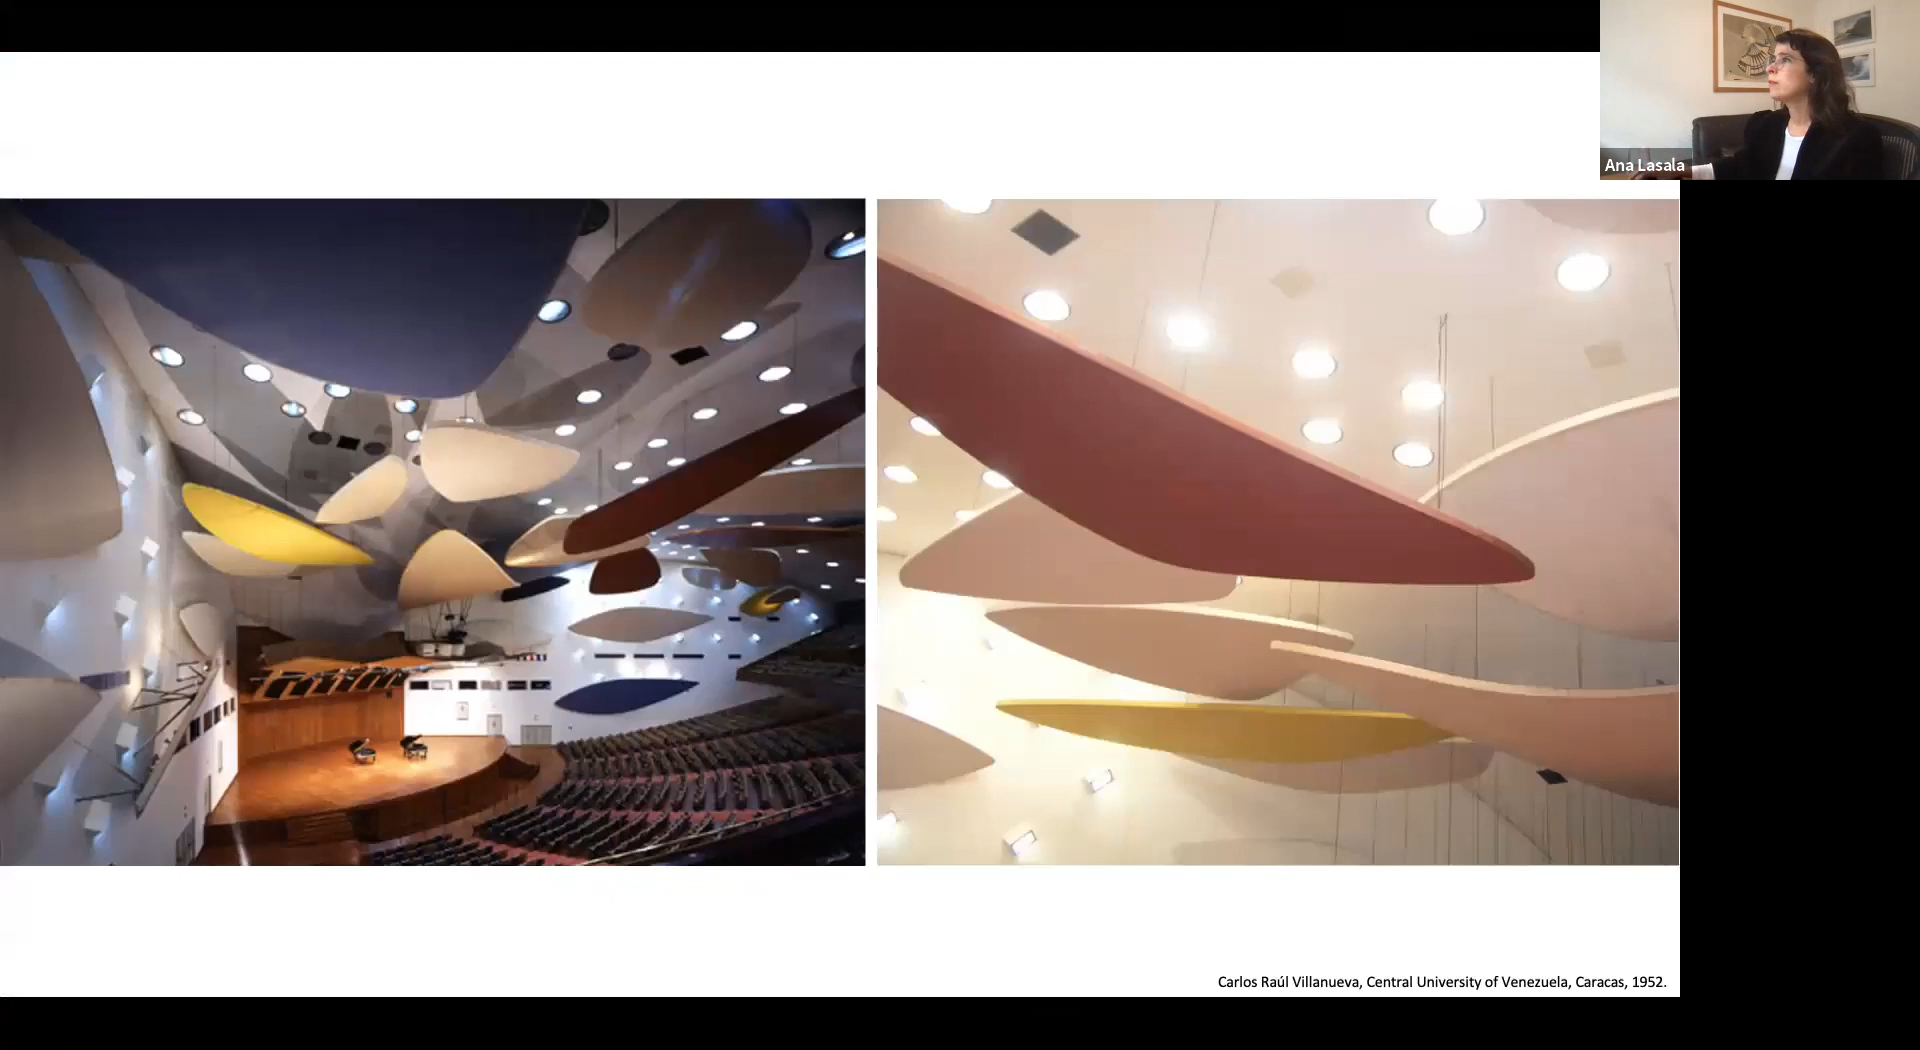 Ana Lasala
Carlos Raúl Villanueva, Central University of Venezuela, Caracas, 1952.